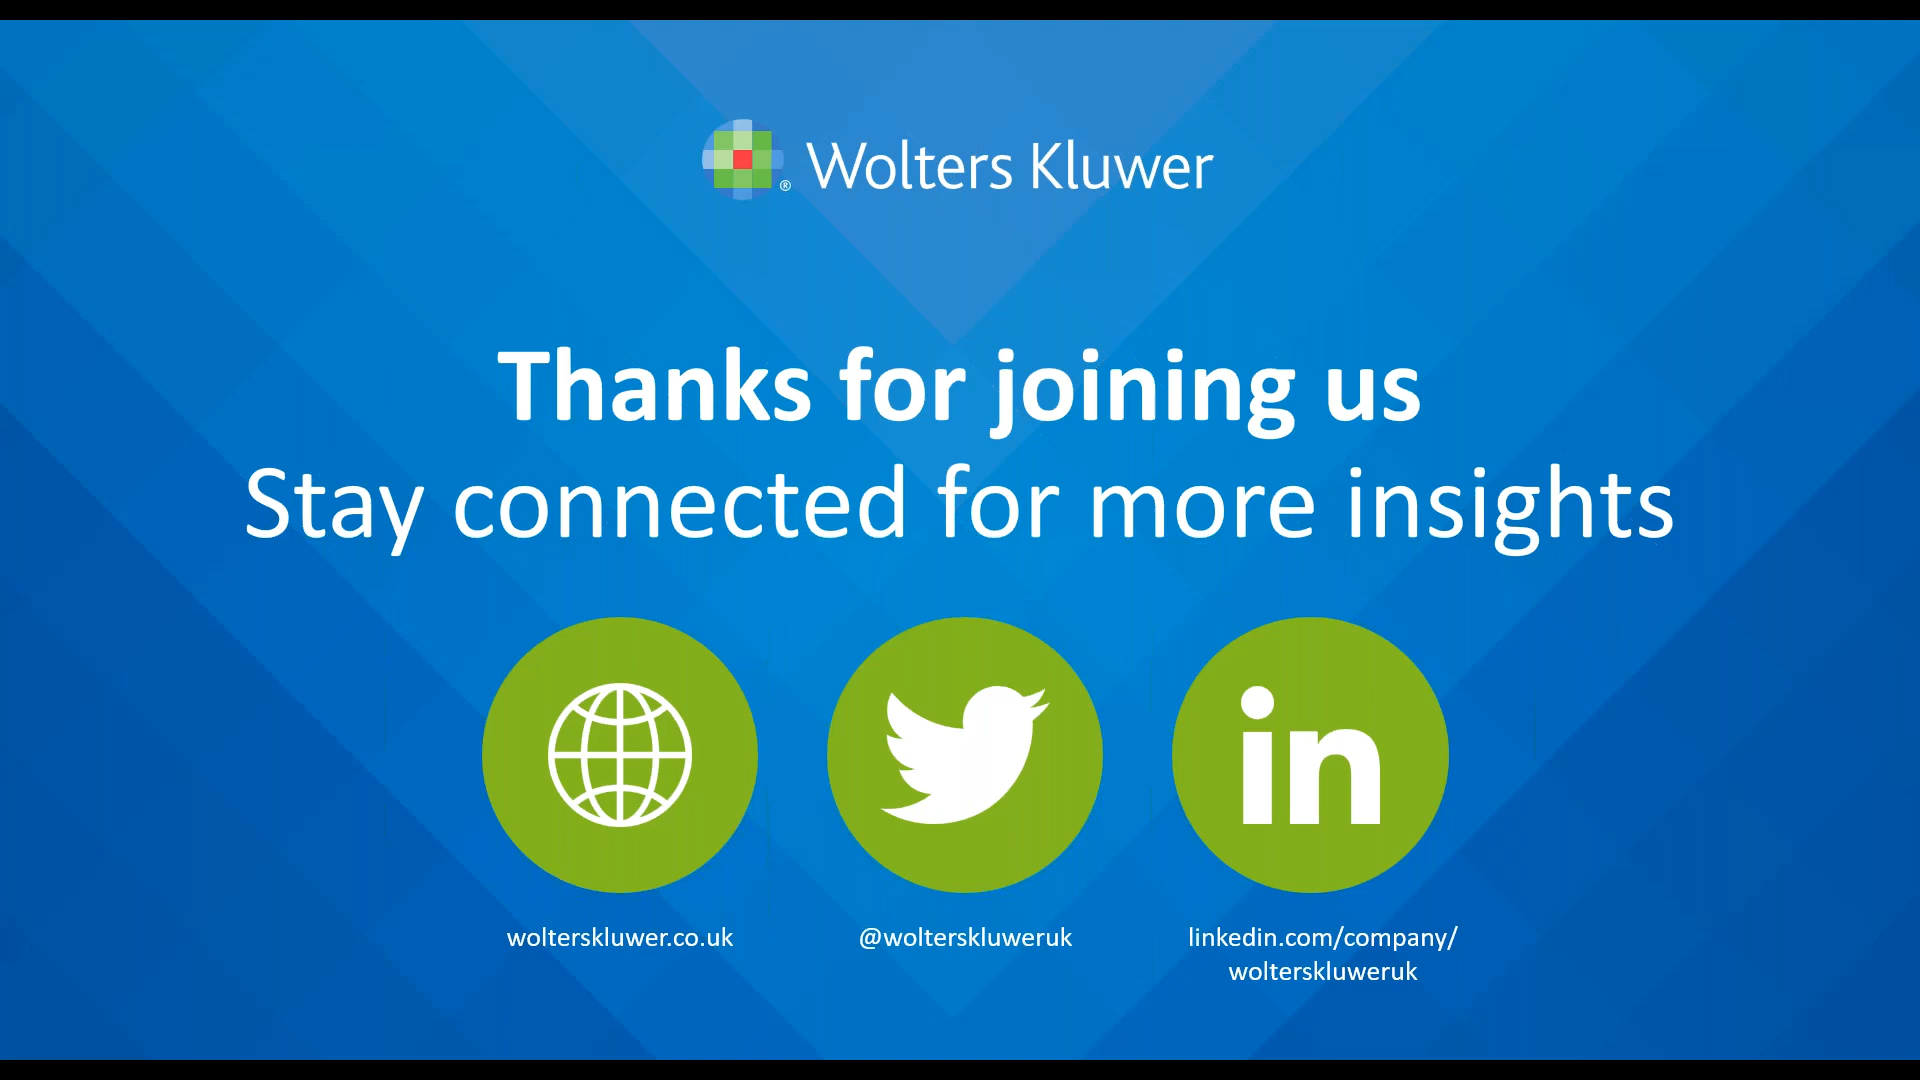 ® Wolters Kluwer
Thanks for joining us
Stay connected for more insights
in
wolterskluwer.co.uk
@wolterskluweruk
linkedin.com/company/
wolterskluweruk